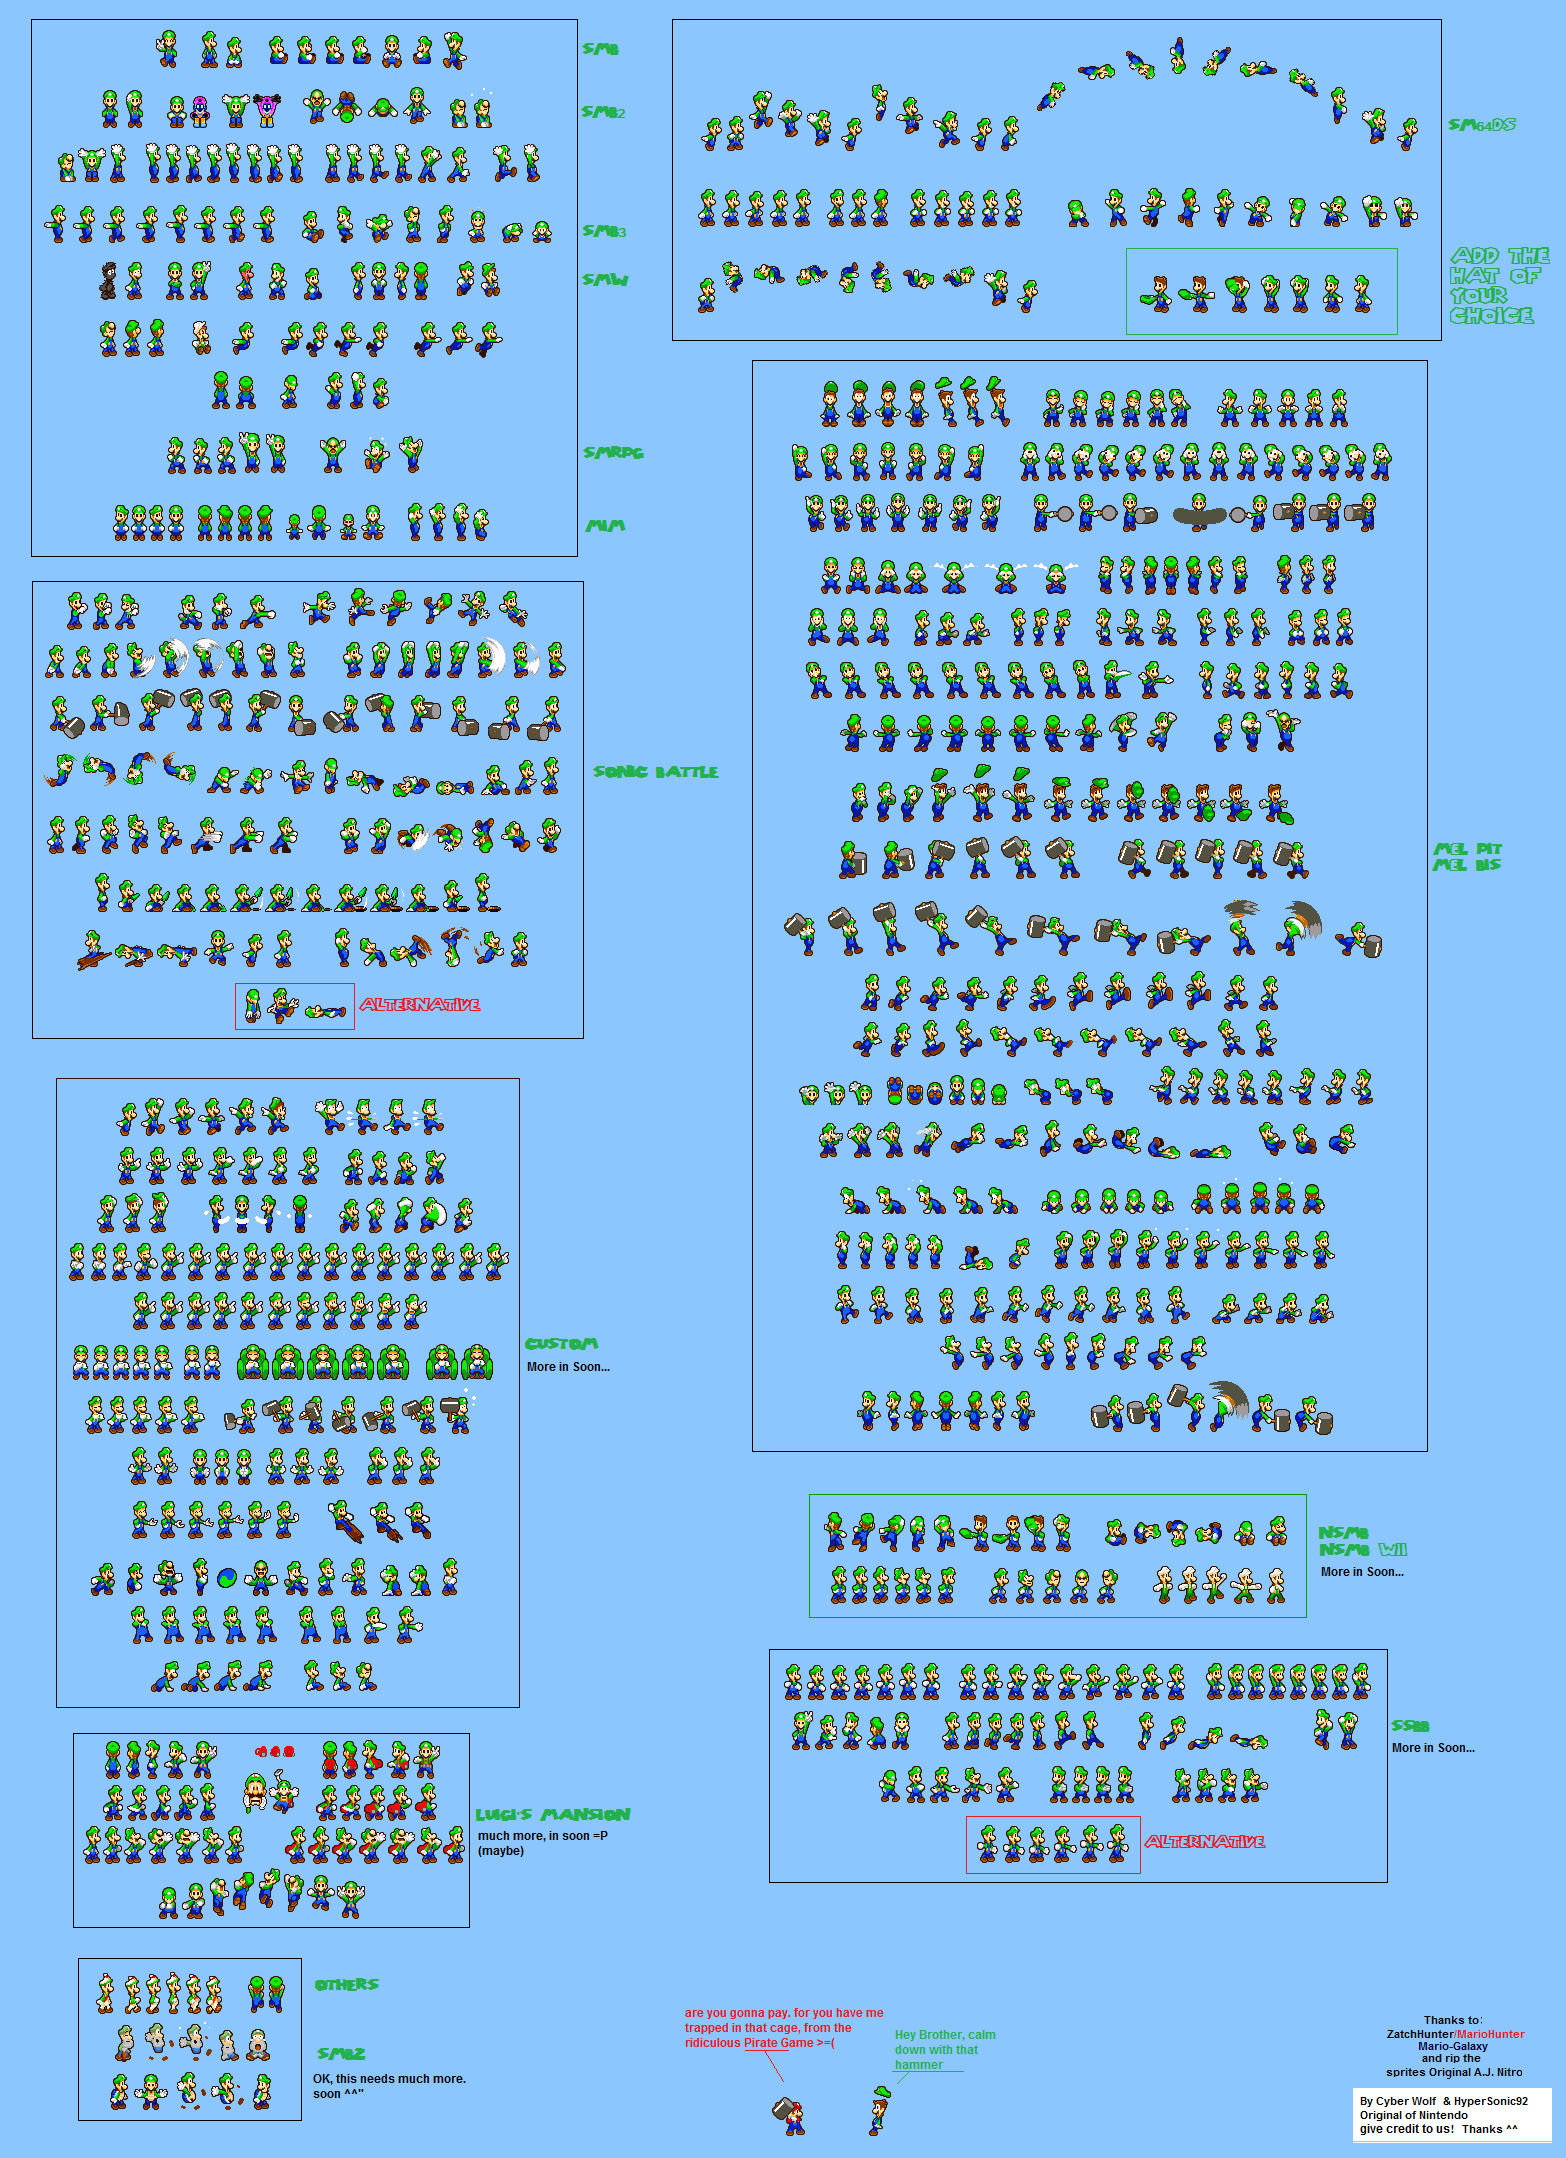 SMB
SMB2
SMB3
SMW
SMRPG
MIM
SM64DS
ADD THE
HAT OF
YOUR
CHOICE
SONIC BATTLE
ALTERNATIVE
MEL PIT
MEL BIS
CUSTOM
More in Soon...
NSMB
NSMB WII
More in Soon...
SSBB
More in Soon...
ALTERNATIVE
LUIGI'S MANSION
much more, in soon =P
(maybe)
OTHERS
SMB2
OK, this needs much more.
soon ^^"
are you gonna pay. for you have me
trapped in that cage, from the
ridiculous Pirate Game >=(
Hey Brother, calm
down with that
hammer
Thanks to:
ZatchHunter/MarioHunter
Mario-Galaxy
and rip the
sprites Original A.J. Nitro
By Cyber Wolf & HyperSonic92
Original of Nintendo
give credit to us! Thanks ^^